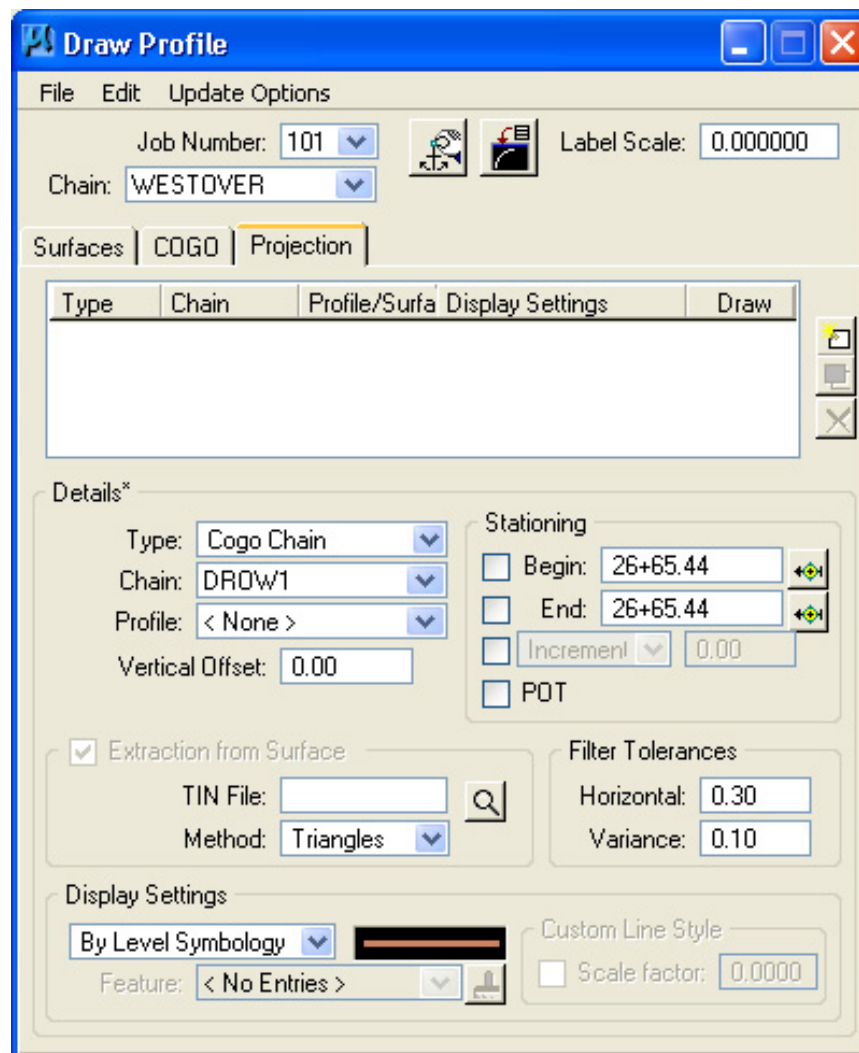 Draw Profile
File Edit Update Options
Job Number: 101 Label Scale: 0.000000
Chain: WESTOVER
Surfaces COGO Projection
Type Chain Profile/Surfa Display Settings Draw
Details*
Type: Cogo Chain
Chain: DROW1
Profile: < None >
Vertical Offset: 0.00
Stationing
Begin: 26+65.44
End: 26+65.44
Increment 0.00
POT
Extraction from Surface
TIN File:
Method: Triangles
Filter Tolerances
Horizontal: 0.30
Variance: 0.10
Display Settings
By Level Symbology
Feature: < No Entries >
Custom Line Style
Scale factor: 0.0000